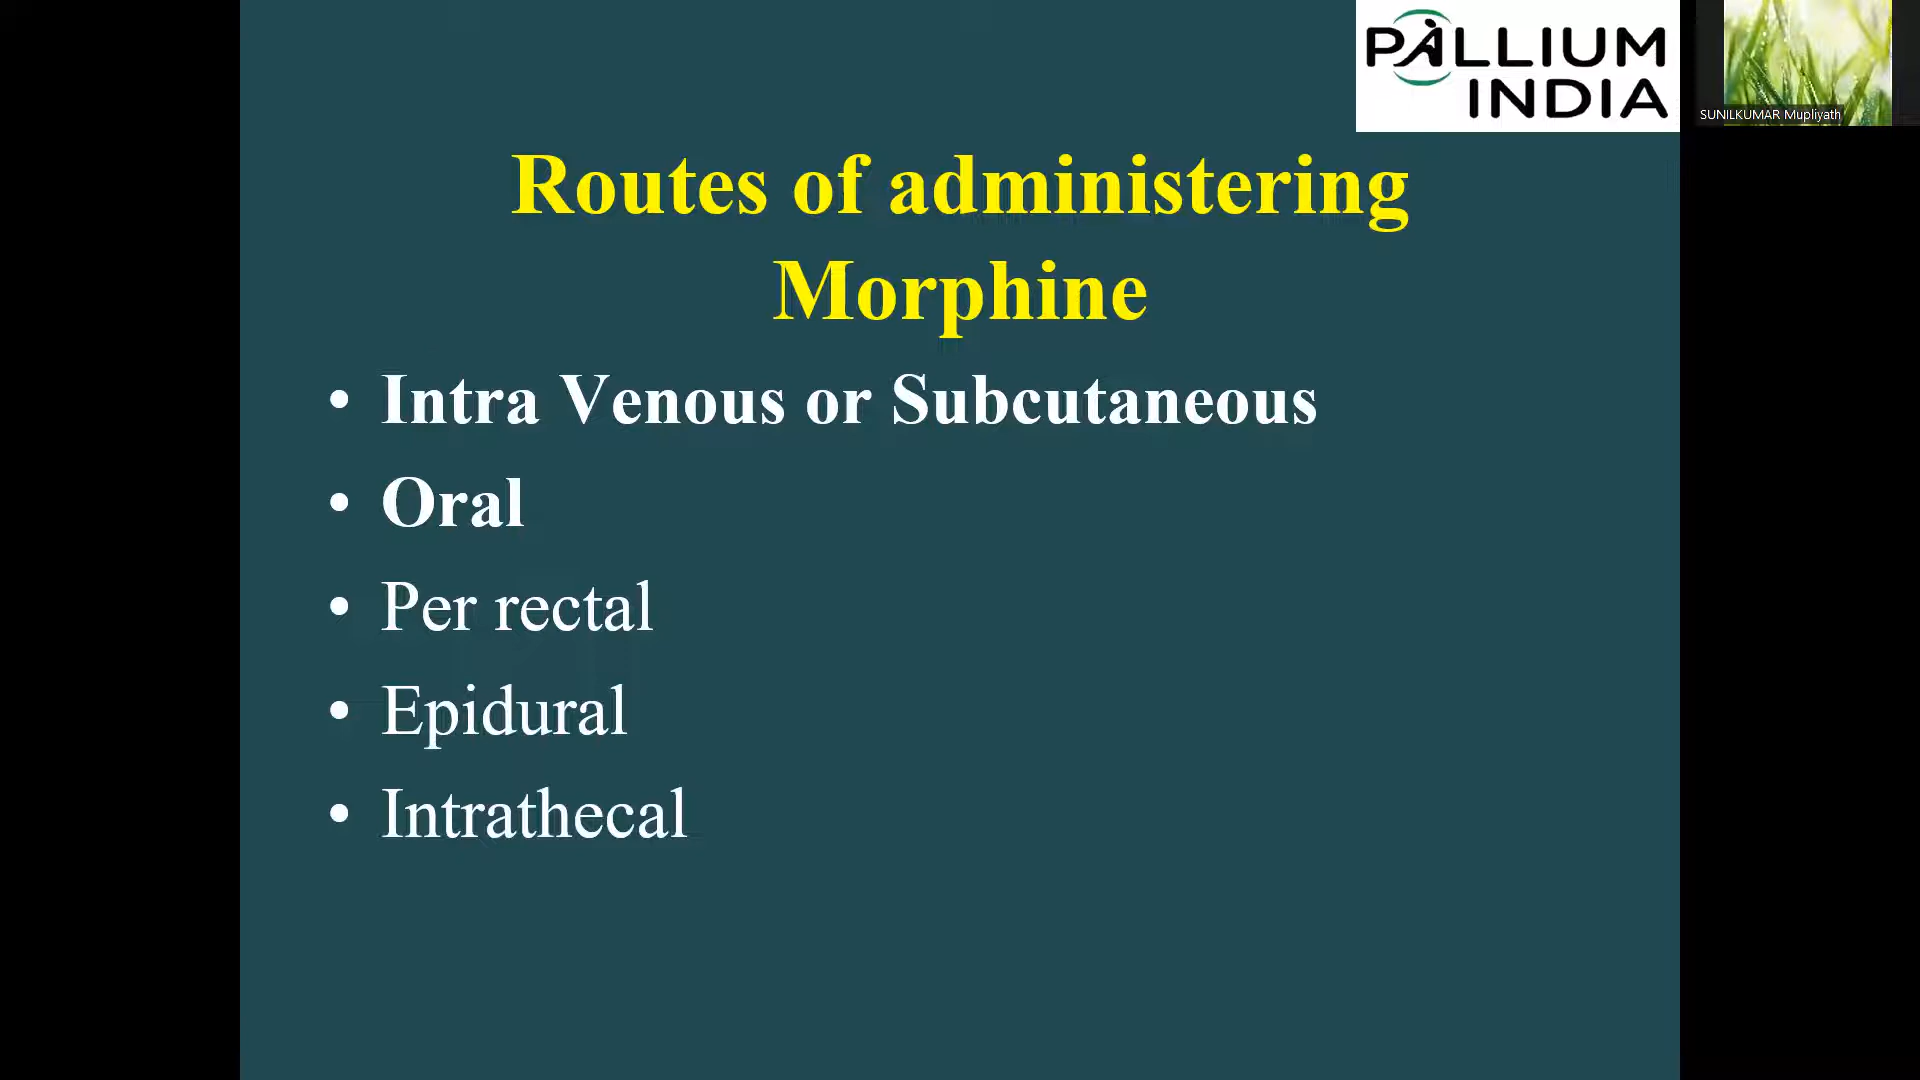 PALLIUM
INDIA
SUNILKUMAR Mupliyath
Routes of administering
Morphine
• Intra Venous or Subcutaneous
• Oral
• Per rectal
• Epidural
• Intrathecal